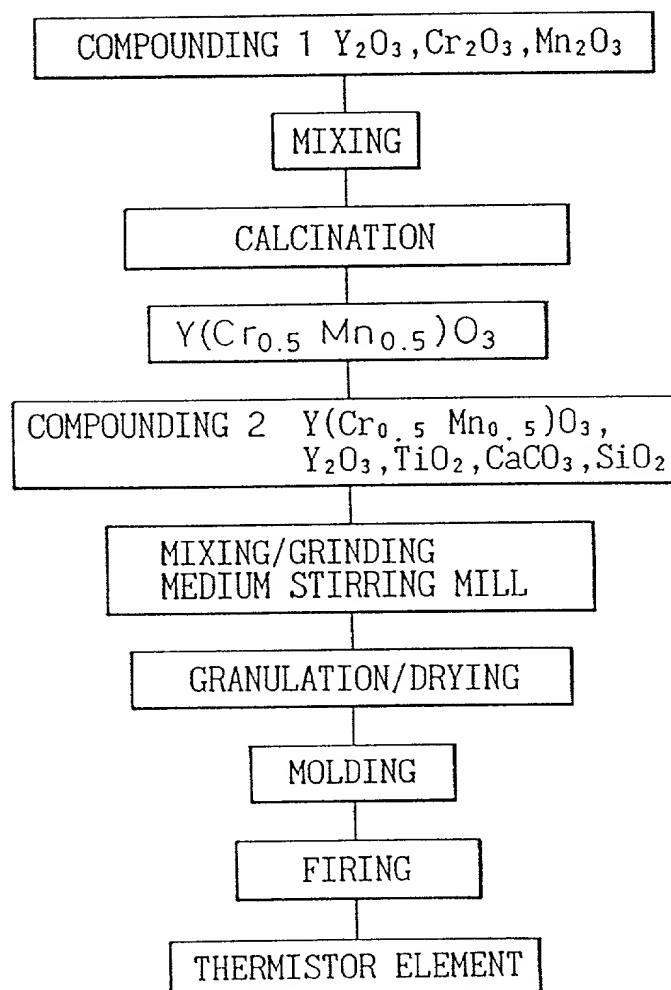 COMPOUNDING 1 Y₂O₃,Cr₂O₃,Mn₂O₃
MIXING
CALCINATION
Y(Cr₀.₅ Mn₀.₅)O₃
COMPOUNDING 2 Y(Cr₀.₅ Mn₀.₅)O₃,
Y₂O₃,TiO₂,CaCO₃,SiO₂
MIXING/GRINDING
MEDIUM STIRRING MILL
GRANULATION/DRYING
MOLDING
FIRING
THERMISTOR ELEMENT